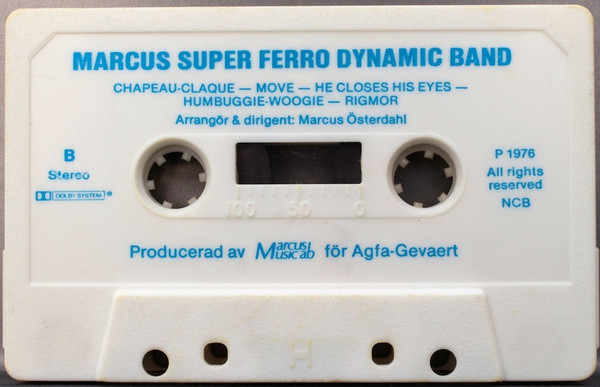 MARCUS SUPER FERRO DYNAMIC BAND
CHAPEAU-CLAQUE — MOVE — HE CLOSES HIS EYES —
HUMBUGGIE-WOOGIE — RIGMOR
Arrangör & dirigent: Marcus Österdahl
B
Stereo
DOLBY SYSTEM ®
P 1976
All rights
reserved
NCB
100 50 0
Producerad av Marcus Music ab för Agfa-Gevaert
H